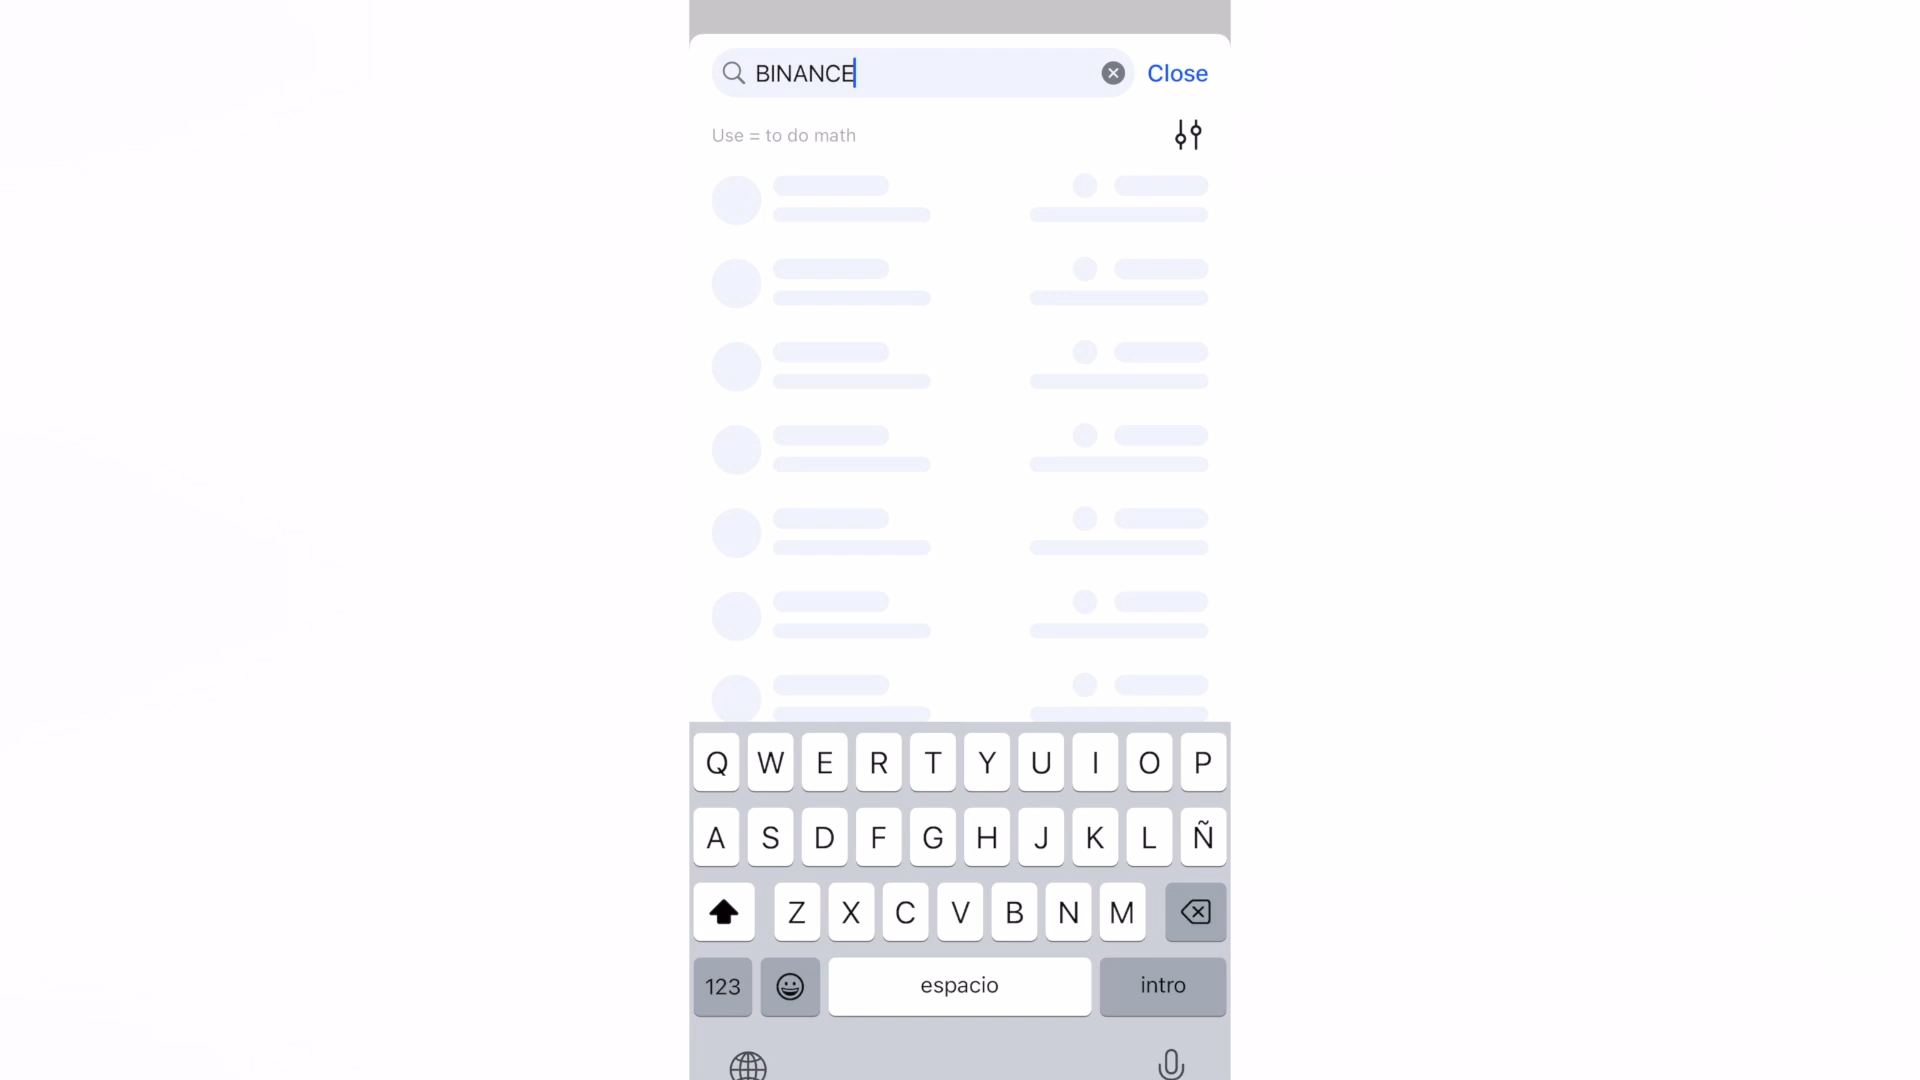 BINANCE Close
Use = to do math
Q W E R T Y U I O P
A S D F G H J K L Ñ
Z X C V B N M
123 espacio intro